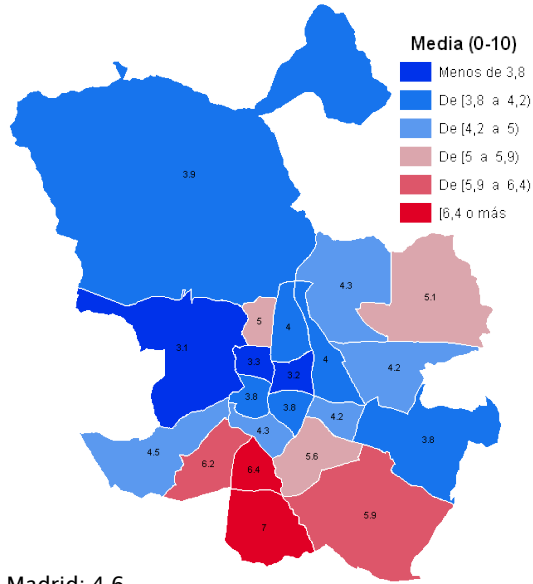 Media (0-10)
Menos de 3,8
De [3,8 a 4,2)
De [4,2 a 5)
De [5 a 5,9)
De [5,9 a 6,4)
[6,4 o más
3.9
4.3
5.1
5
4
3.1
4
4.2
3.3
3.2
3.8
3.8
4.2
3.8
4.3
4.5
5.6
6.2
6.4
5.9
7
Madrid: 4,6